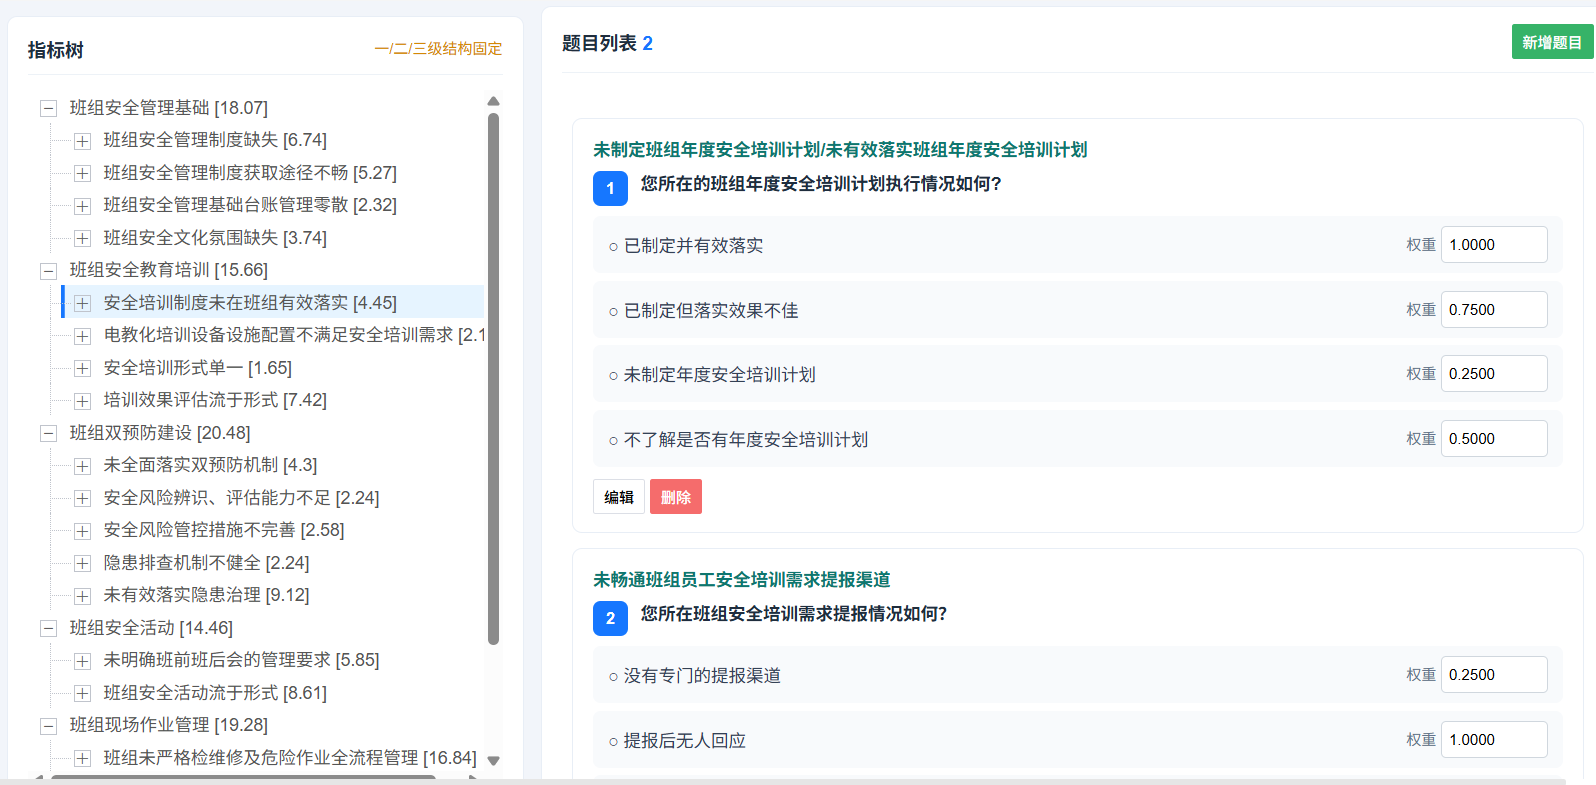 指标树
一/二/三级结构固定
班组安全管理基础 [18.07]
班组安全管理制度缺失 [6.74]
班组安全管理制度获取途径不畅 [5.27]
班组安全管理基础台账管理零散 [2.32]
班组安全文化氛围缺失 [3.74]
班组安全教育培训 [15.66]
安全培训制度未在班组有效落实 [4.45]
电教化培训设备设施配置不满足安全培训需求 [2.1
安全培训形式单一 [1.65]
培训效果评估流于形式 [7.42]
班组双预防建设 [20.48]
未全面落实双预防机制 [4.3]
安全风险辨识、评估能力不足 [2.24]
安全风险管控措施不完善 [2.58]
隐患排查机制不健全 [2.24]
未有效落实隐患治理 [9.12]
班组安全活动 [14.46]
未明确班前班后会的管理要求 [5.85]
班组安全活动流于形式 [8.61]
班组现场作业管理 [19.28]
班组未严格检维修及危险作业全流程管理 [16.84]
题目列表 2
新增题目
未制定班组年度安全培训计划/未有效落实班组年度安全培训计划
1 您所在的班组年度安全培训计划执行情况如何?
○ 已制定并有效落实 权重 1.0000
○ 已制定但落实效果不佳 权重 0.7500
○ 未制定年度安全培训计划 权重 0.2500
○ 不了解是否有年度安全培训计划 权重 0.5000
编辑 删除
未畅通班组员工安全培训需求提报渠道
2 您所在班组安全培训需求提报情况如何?
○ 没有专门的提报渠道 权重 0.2500
○ 提报后无人回应 权重 1.0000